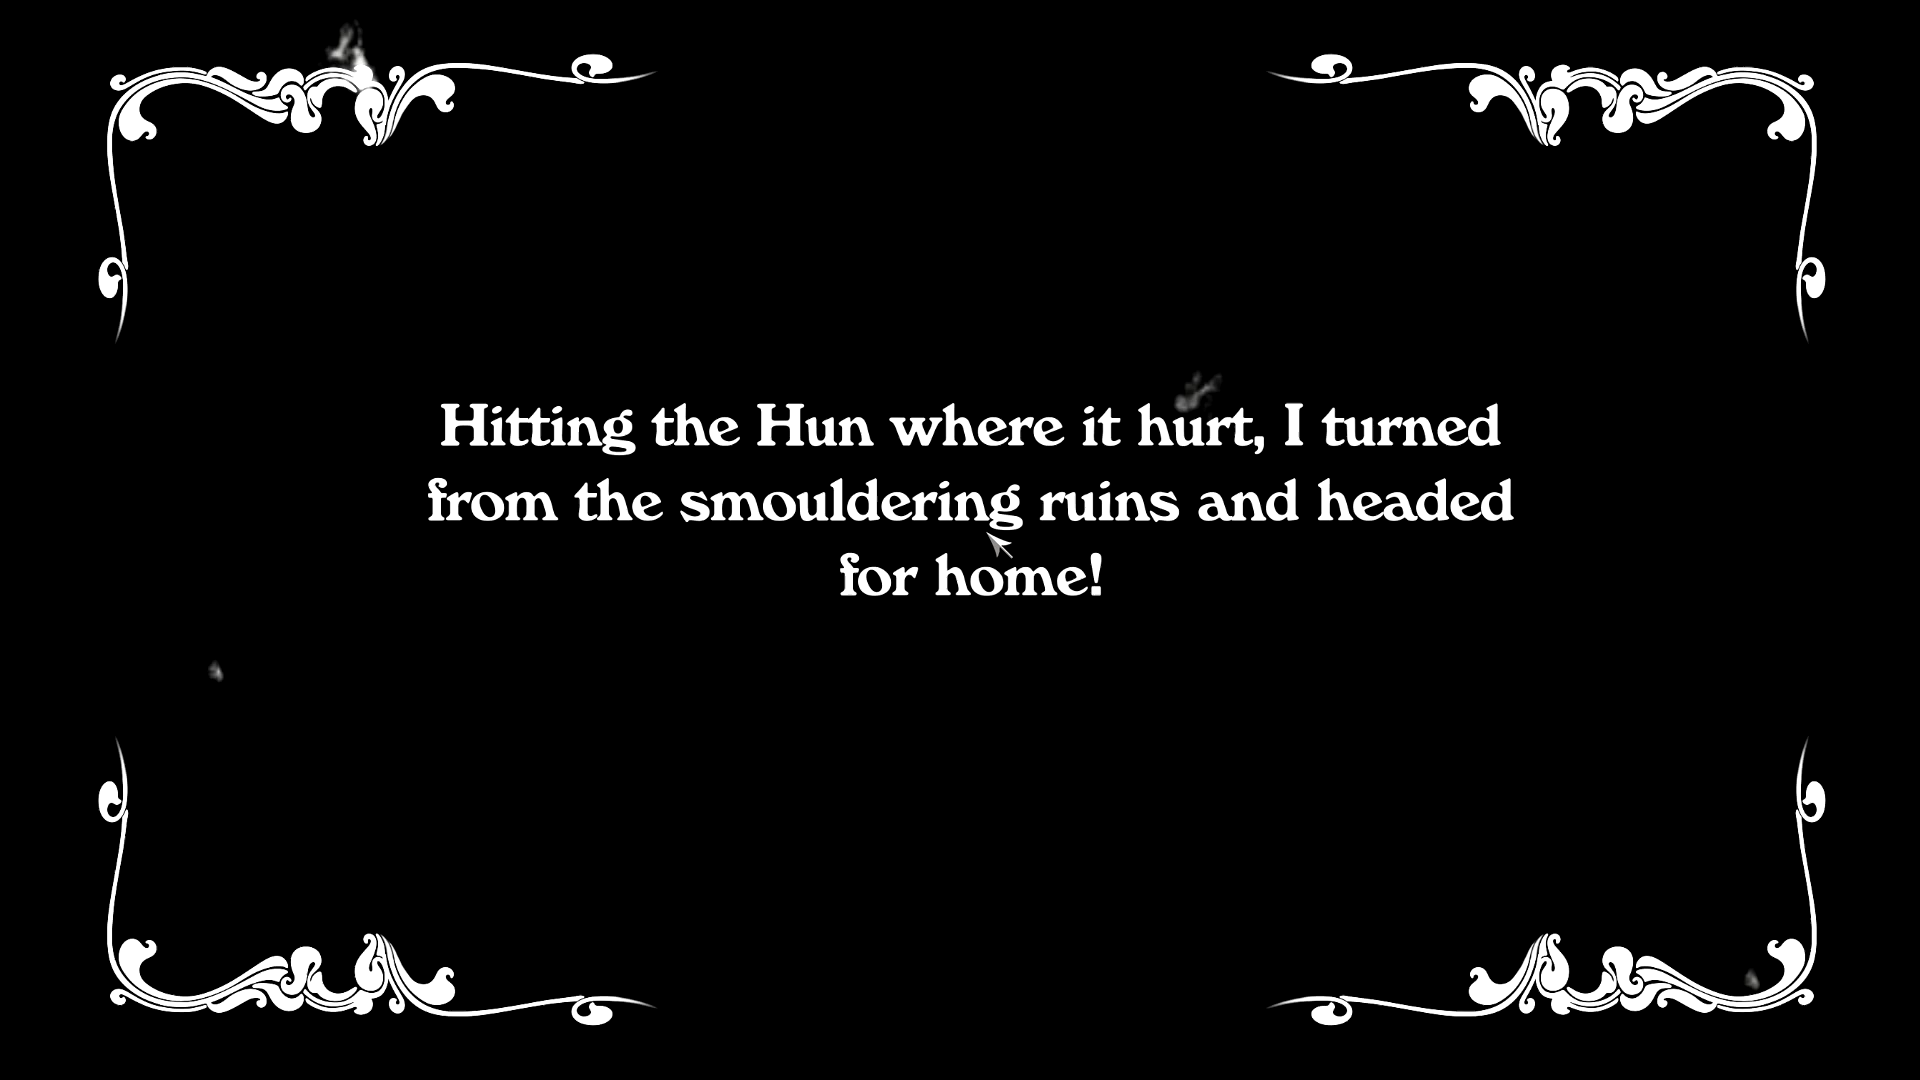 Hitting the Hun where it hurt, I turned
from the smouldering ruins and headed
for home!